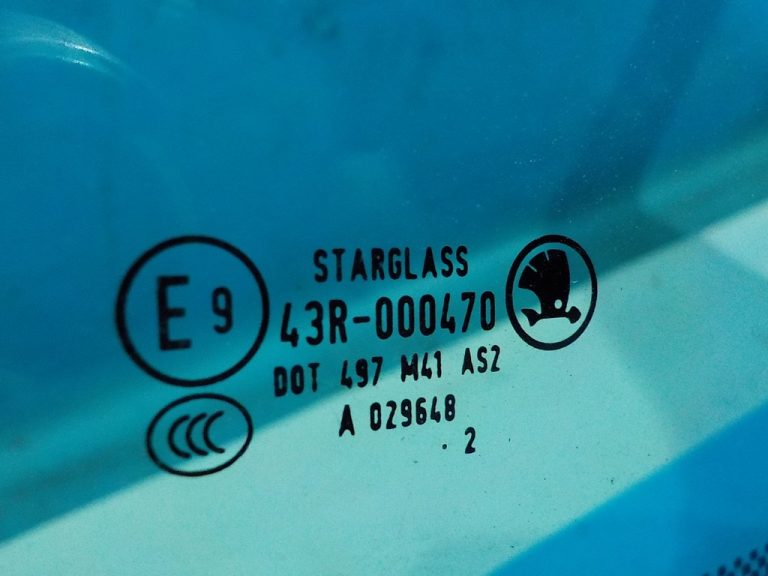 E 9
STARGLASS
43R-000470
DOT 497 M41 AS2
A 029648
. 2
CCC